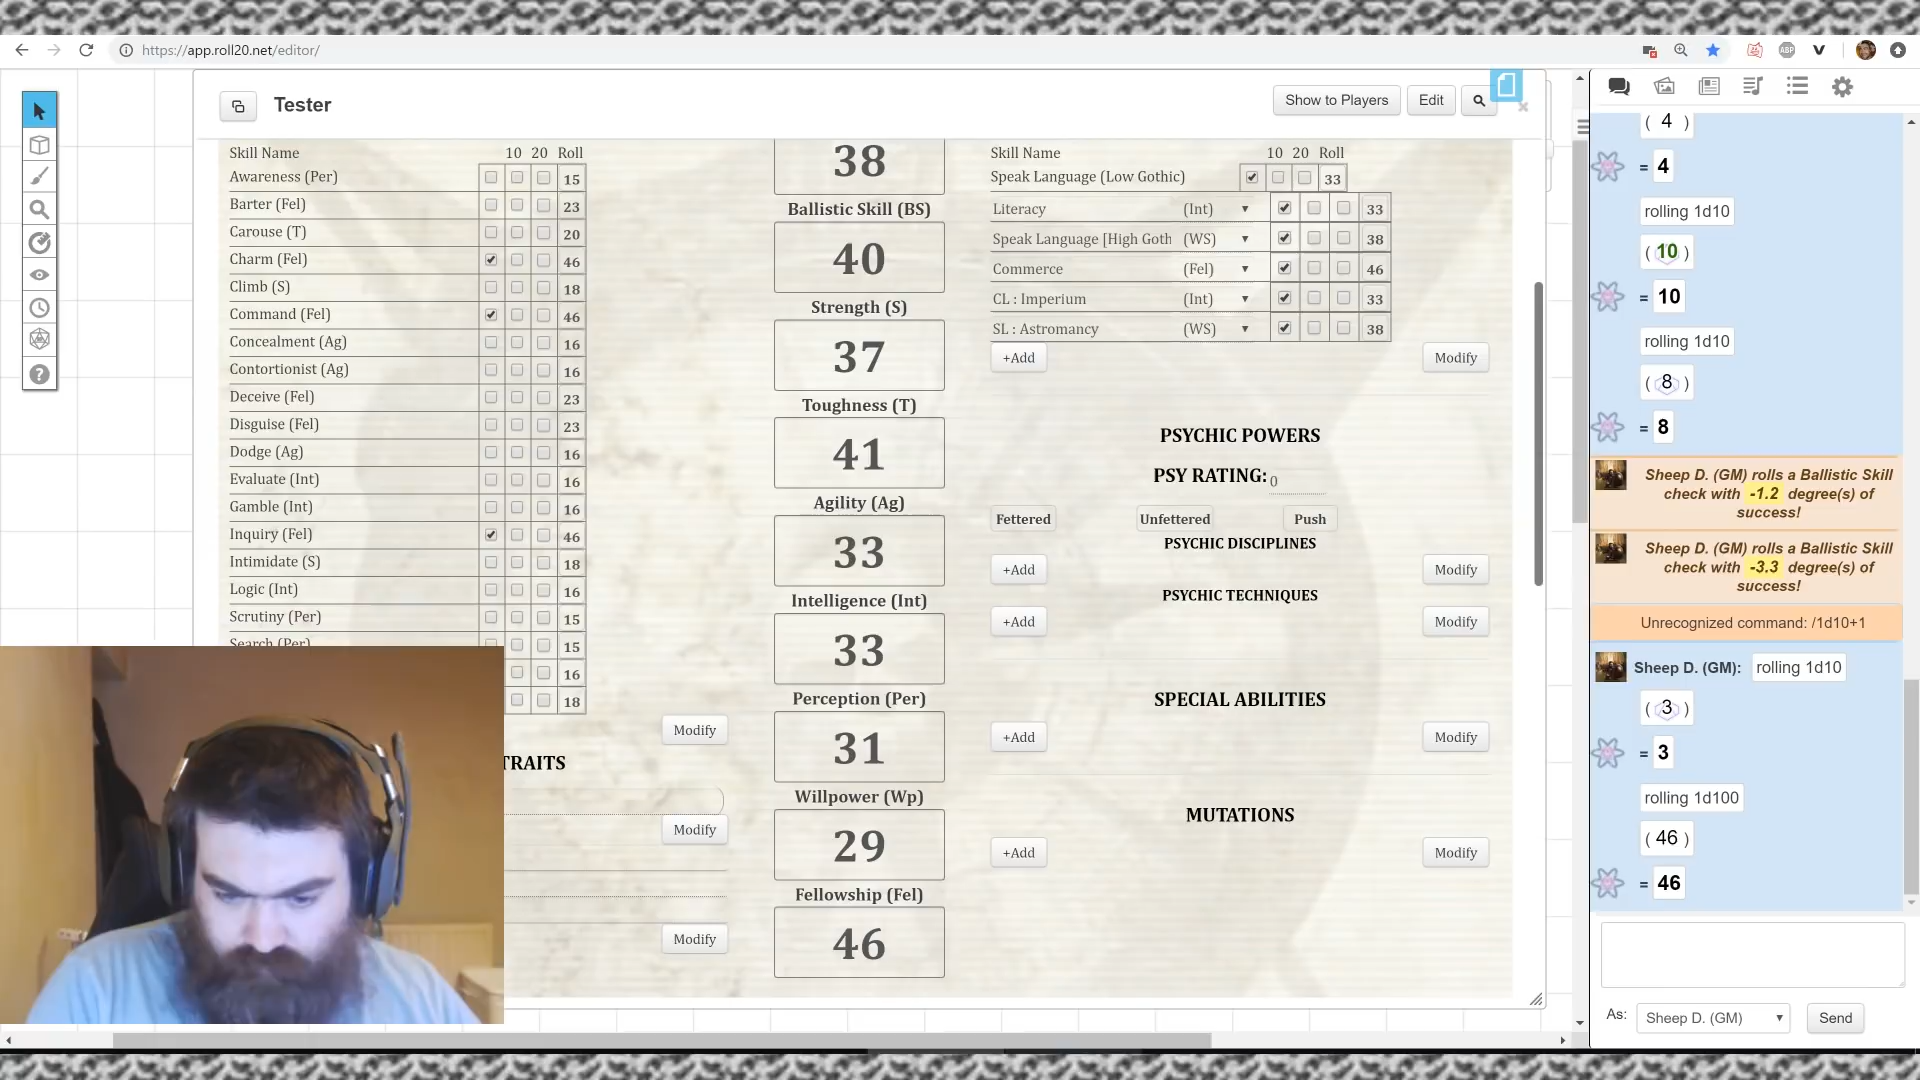 https://app.roll20.net/editor/
ABP
Tester
Show to Players
Edit
Skill Name 10 20 Roll
Awareness (Per) 15
Barter (Fel) 23
Carouse (T) 20
Charm (Fel) 46
Climb (S) 18
Command (Fel) 46
Concealment (Ag) 16
Contortionist (Ag) 16
Deceive (Fel) 23
Disguise (Fel) 23
Dodge (Ag) 16
Evaluate (Int) 16
Gamble (Int) 16
Inquiry (Fel) 46
Intimidate (S) 18
Logic (Int) 16
Scrutiny (Per) 15
Search (Per) 15
16
18
Modify
TRAITS
Modify
Modify
38
Ballistic Skill (BS)
40
Strength (S)
37
Toughness (T)
41
Agility (Ag)
33
Intelligence (Int)
33
Perception (Per)
31
Willpower (Wp)
29
Fellowship (Fel)
46
Skill Name 10 20 Roll
Speak Language (Low Gothic) 33
Literacy (Int) 33
Speak Language [High Goth (WS) 38
Commerce (Fel) 46
CL : Imperium (Int) 33
SL : Astromancy (WS) 38
+Add Modify
PSYCHIC POWERS
PSY RATING: 0
Fettered Unfettered Push
PSYCHIC DISCIPLINES
+Add Modify
PSYCHIC TECHNIQUES
+Add Modify
SPECIAL ABILITIES
+Add Modify
MUTATIONS
+Add Modify
( 4 )
= 4
rolling 1d10
( 10 )
= 10
rolling 1d10
( 8 )
= 8
Sheep D. (GM) rolls a Ballistic Skill
check with -1.2 degree(s) of
success!
Sheep D. (GM) rolls a Ballistic Skill
check with -3.3 degree(s) of
success!
Unrecognized command: /1d10+1
Sheep D. (GM): rolling 1d10
( 3 )
= 3
rolling 1d100
( 46 )
= 46
As: Sheep D. (GM) Send